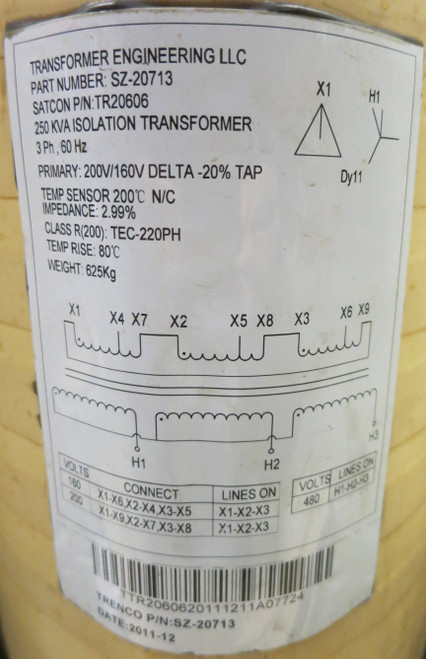 TRANSFORMER ENGINEERING LLC
PART NUMBER: SZ-20713
SATCON P/N:TR20606
250 KVA ISOLATION TRANSFORMER
3 Ph , 60 Hz
PRIMARY: 200V/160V DELTA -20% TAP
TEMP SENSOR 200℃ N/C
IMPEDANCE: 2.99%
CLASS R(200): TEC-220PH
TEMP RISE: 80℃
WEIGHT: 625Kg
X1 H1
Dy11
X1 X4 X7 X2 X5 X8 X3 X6 X9
H1 H2 H3
VOLTS CONNECT LINES ON
160 X1-X6,X2-X4,X3-X5 X1-X2-X3
200 X1-X9,X2-X7,X3-X8 X1-X2-X3
VOLTS LINES ON
480 H1-H2-H3
TTR2060620111211A07724
TRENCO P/N:SZ-20713
DATE:2011-12